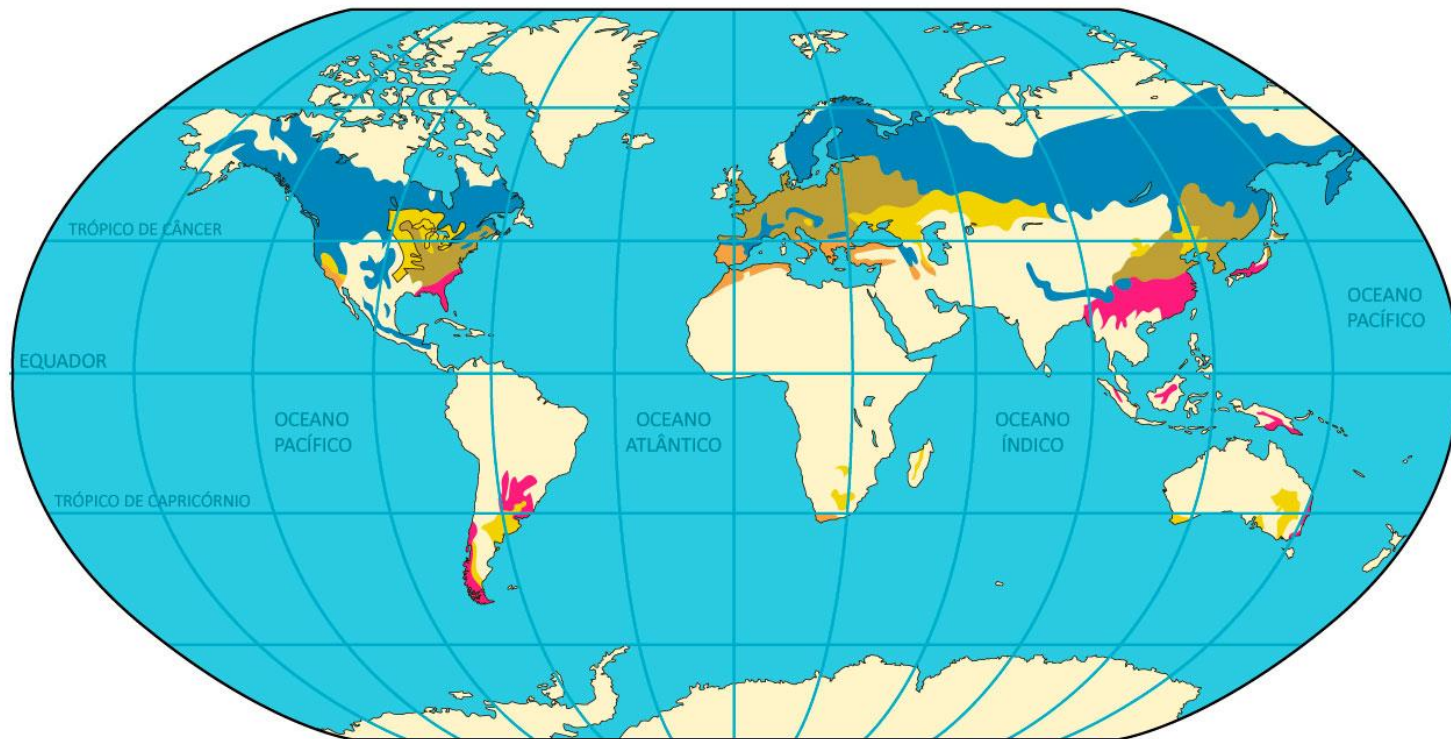 TRÓPICO DE CÂNCER
OCEANO
PACÍFICO
EQUADOR
OCEANO
PACÍFICO
OCEANO
ATLÂNTICO
OCEANO
ÍNDICO
TRÓPICO DE CAPRICÓRNIO